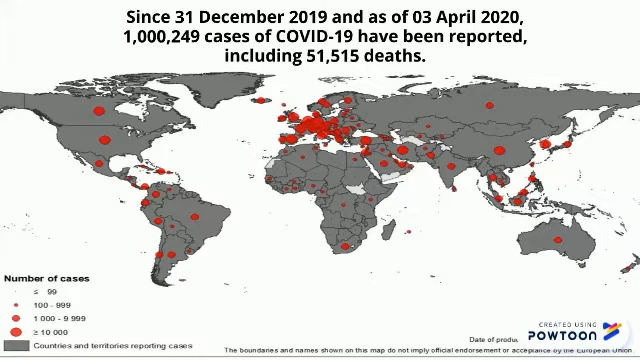 Since 31 December 2019 and as of 03 April 2020,
1,000,249 cases of COVID-19 have been reported,
including 51,515 deaths.
Number of cases
≤ 99
100 - 999
1 000 - 9 999
≥ 10 000
Countries and territories reporting cases
Date of produ
CREATED USING
POWTOON
The boundaries and names shown on this map do not imply official endorsement or acceptance by the European Union